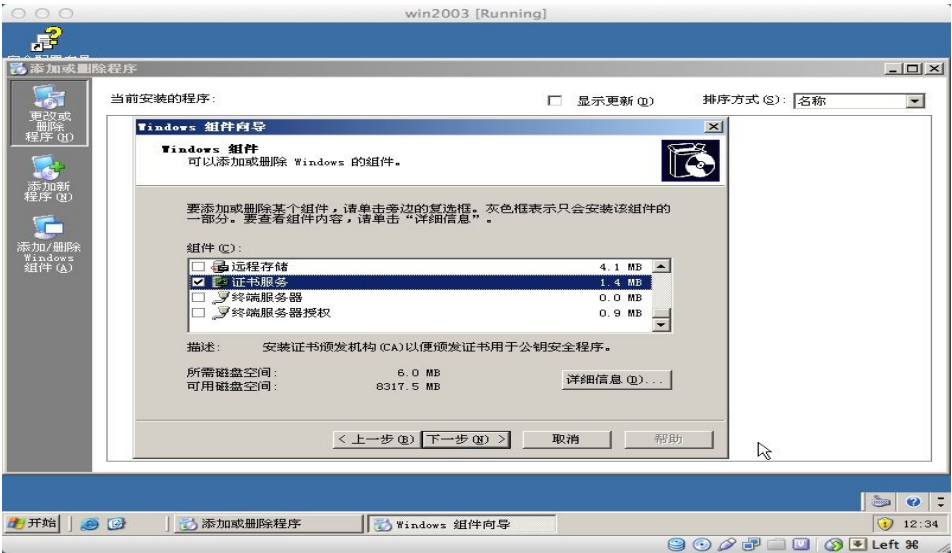 win2003 [Running]
添加或删除程序
更改或
删除
程序(H)
当前安装的程序:
显示更新(D)
排序方式(S):
名称
添加新
程序(N)
添加/删除
Windows
组件(A)
Windows 组件向导
Windows 组件
可以添加或删除 Windows 的组件。
要添加或删除某个组件，请单击旁边的复选框。灰色框表示只会安装该组件的
一部分。要查看组件内容，请单击“详细信息”。
组件(C):
远程存储 4.1 MB
证书服务 1.4 MB
终端服务器 0.0 MB
终端服务器授权 0.9 MB
描述: 安装证书颁发机构(CA)以便颁发证书用于公钥安全程序。
所需磁盘空间: 6.0 MB
可用磁盘空间: 8317.5 MB
详细信息(D)...
< 上一步(B)
下一步(N) >
取消
帮助
开始
添加或删除程序
Windows 组件向导
12:34
Left ⌘